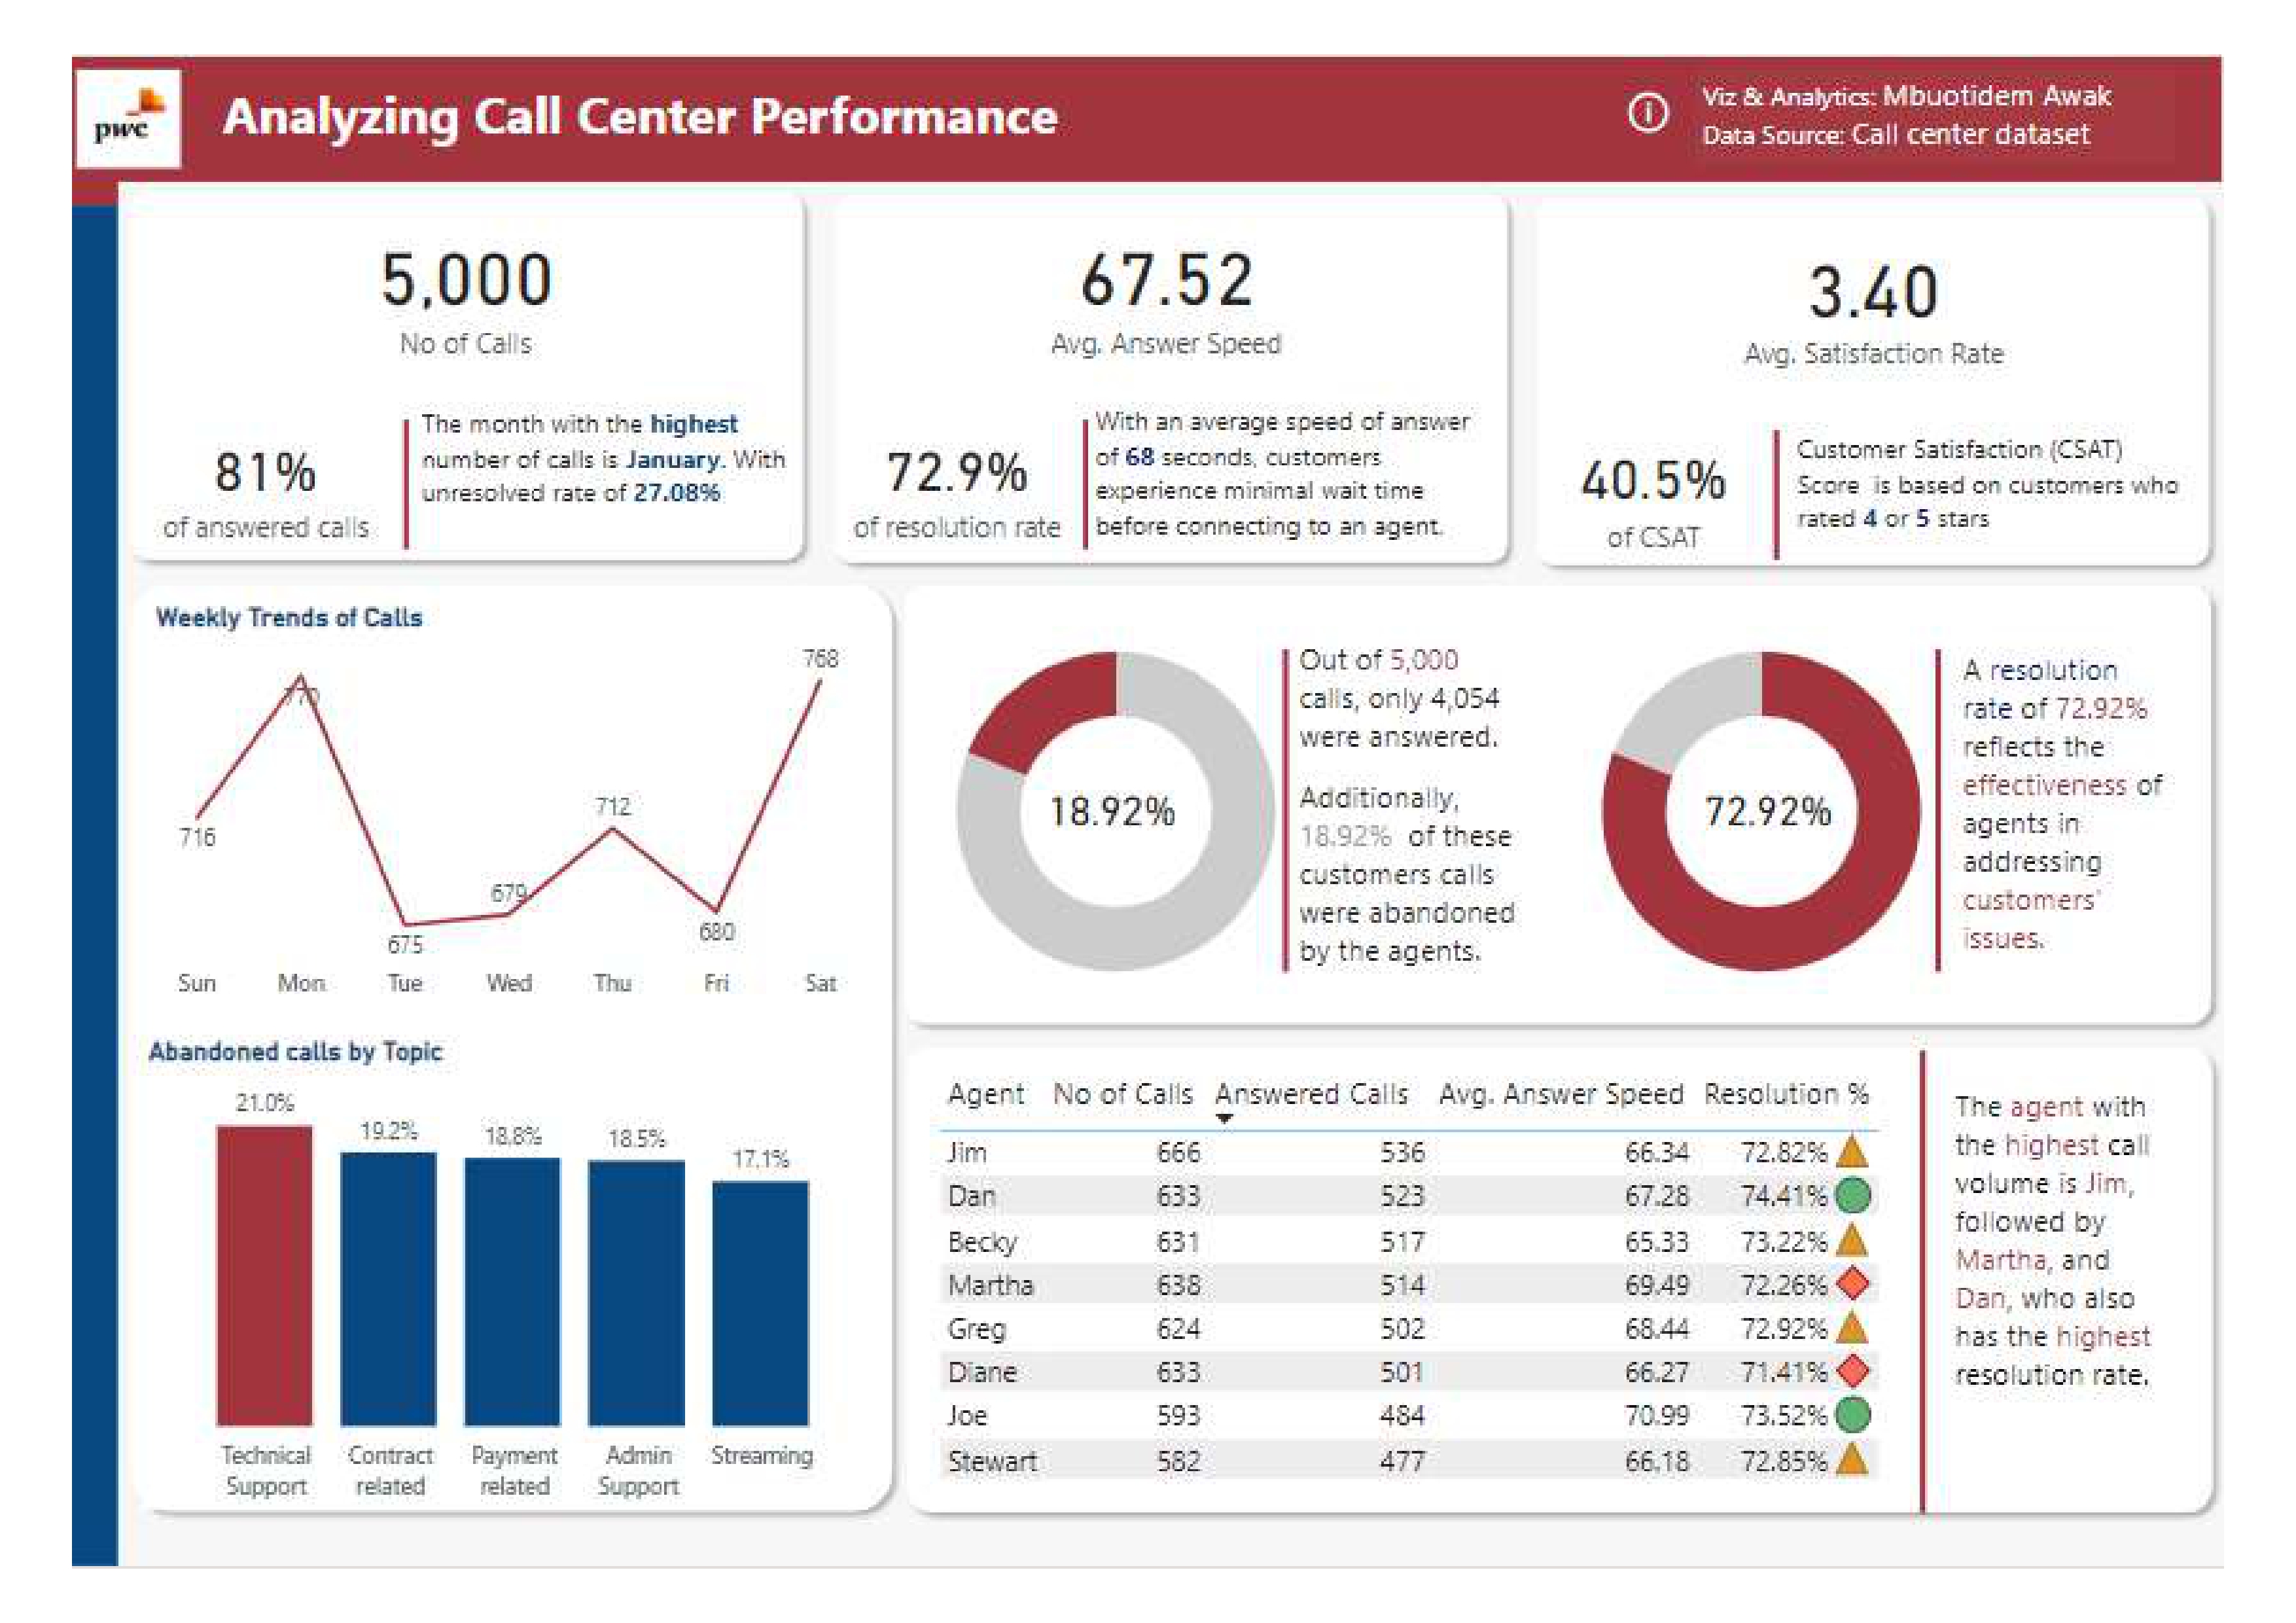 pwc
Analyzing Call Center Performance
Viz & Analytics: Mbuotidem Awak
Data Source: Call center dataset
5,000
No of Calls
81%
of answered calls
The month with the highest
number of calls is January. With
unresolved rate of 27.08%
67.52
Avg. Answer Speed
72.9%
of resolution rate
With an average speed of answer
of 68 seconds, customers
experience minimal wait time
before connecting to an agent.
3.40
Avg. Satisfaction Rate
40.5%
of CSAT
Customer Satisfaction (CSAT)
Score is based on customers who
rated 4 or 5 stars
Weekly Trends of Calls
716
770
675
679
712
680
768
Sun Mon Tue Wed Thu Fri Sat
18.92%
Out of 5,000
calls, only 4,054
were answered.
Additionally,
18.92% of these
customers calls
were abandoned
by the agents.
72.92%
A resolution
rate of 72.92%
reflects the
effectiveness of
agents in
addressing
customers'
issues.
Abandoned calls by Topic
21.0% 19.2% 18.8% 18.5% 17.1%
Technical Support
Contract related
Payment related
Admin Support
Streaming
Agent No of Calls Answered Calls Avg. Answer Speed Resolution %
Jim 666 536 66.34 72.82%
Dan 633 523 67.28 74.41%
Becky 631 517 65.33 73.22%
Martha 638 514 69.49 72.26%
Greg 624 502 68.44 72.92%
Diane 633 501 66.27 71.41%
Joe 593 484 70.99 73.52%
Stewart 582 477 66.18 72.85%
The agent with
the highest call
volume is Jim,
followed by
Martha, and
Dan, who also
has the highest
resolution rate.